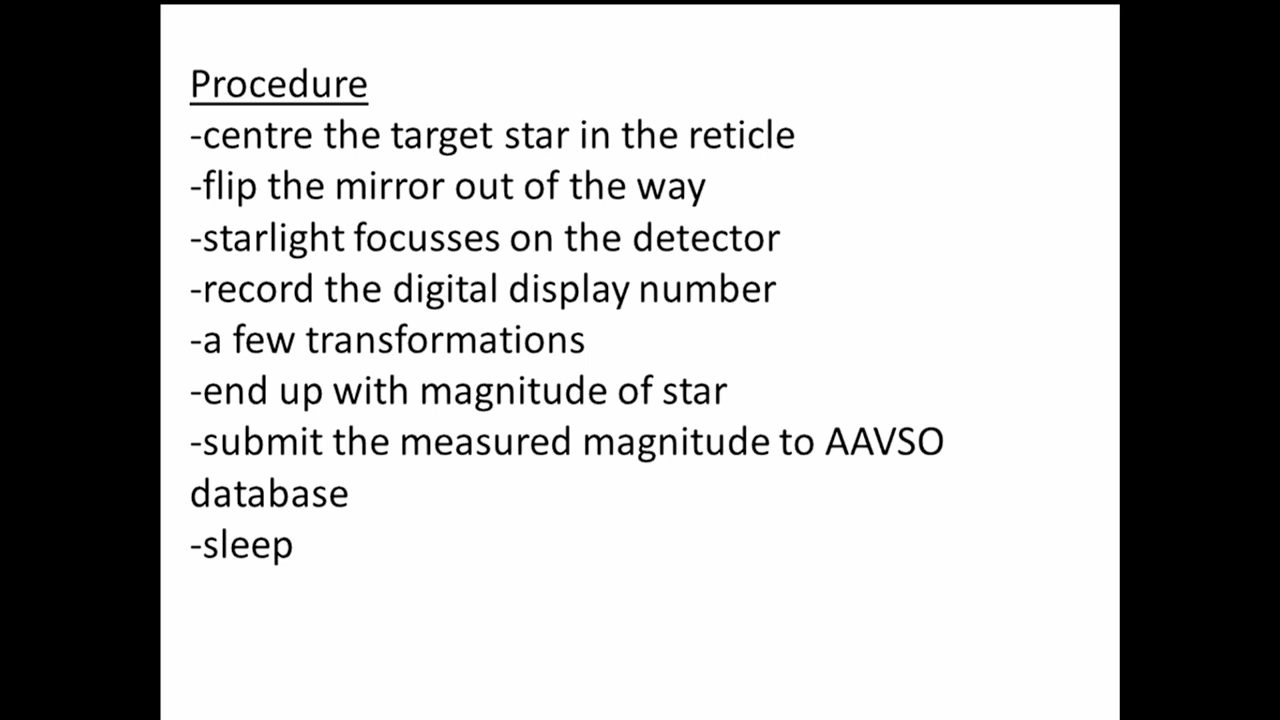 Procedure
-centre the target star in the reticle
-flip the mirror out of the way
-starlight focusses on the detector
-record the digital display number
-a few transformations
-end up with magnitude of star
-submit the measured magnitude to AAVSO
database
-sleep